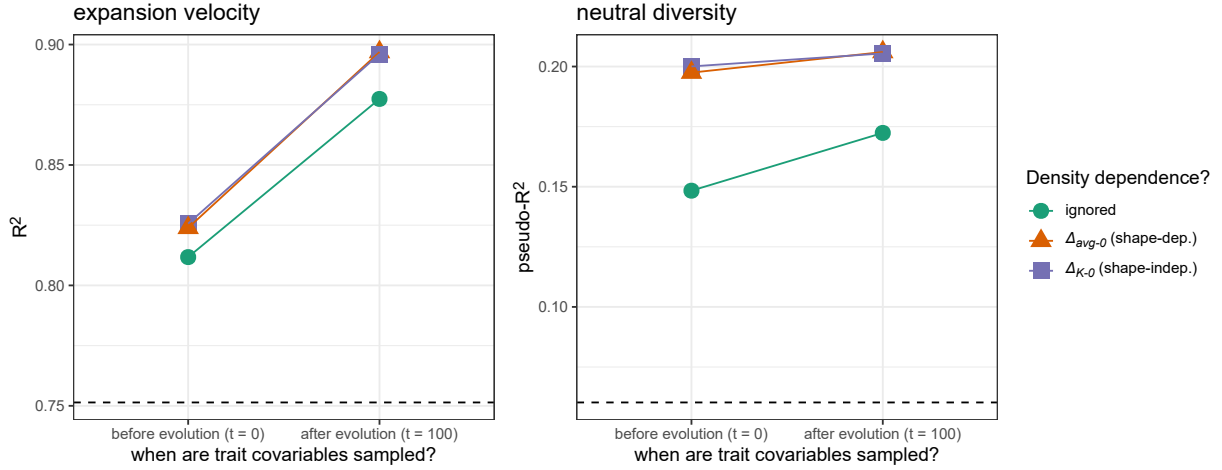 expansion velocity
0.90
0.85
0.80
0.75
R²
before evolution (t = 0)
after evolution (t = 100)
when are trait covariables sampled?
neutral diversity
0.20
0.15
0.10
pseudo-R²
before evolution (t = 0)
after evolution (t = 100)
when are trait covariables sampled?
Density dependence?
ignored
Δavg-0 (shape-dep.)
ΔK-0 (shape-indep.)